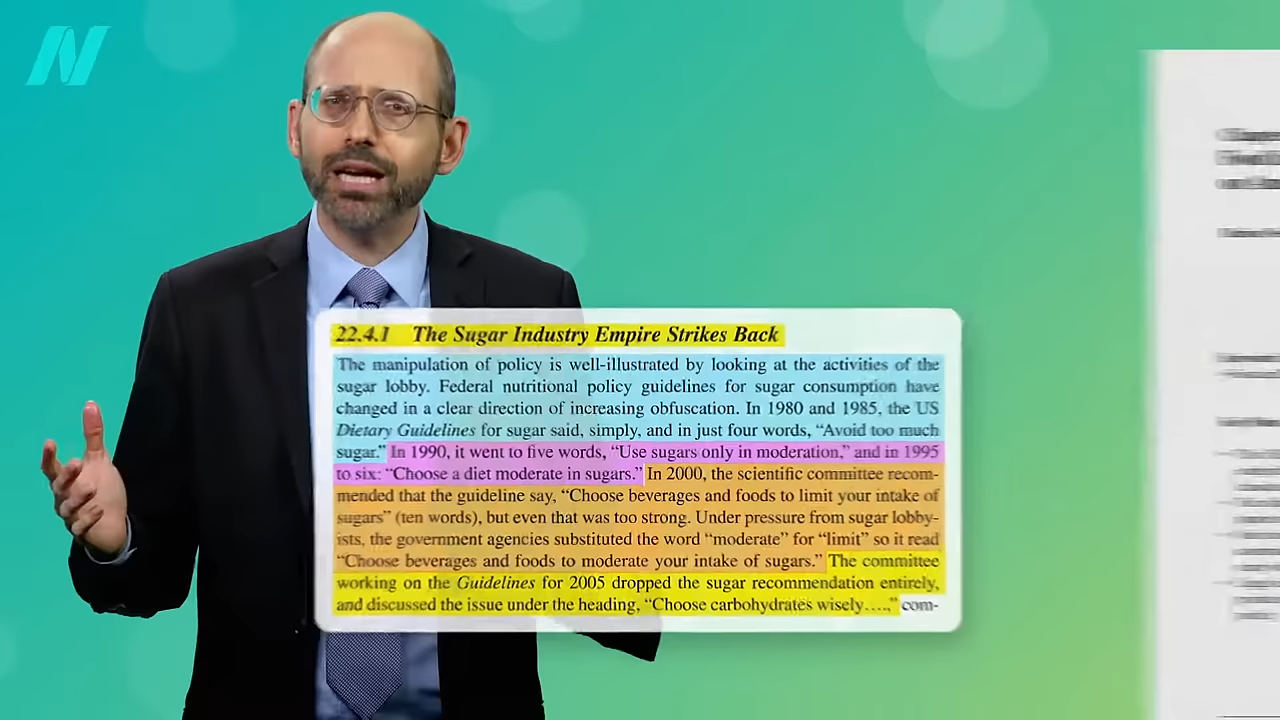 22.4.1 The Sugar Industry Empire Strikes Back
The manipulation of policy is well-illustrated by looking at the activities of the
sugar lobby. Federal nutritional policy guidelines for sugar consumption have
changed in a clear direction of increasing obfuscation. In 1980 and 1985, the US
Dietary Guidelines for sugar said, simply, and in just four words, “Avoid too much
sugar.” In 1990, it went to five words, “Use sugars only in moderation,” and in 1995
to six: “Choose a diet moderate in sugars.” In 2000, the scientific committee recom-
mended that the guideline say, “Choose beverages and foods to limit your intake of
sugars” (ten words), but even that was too strong. Under pressure from sugar lobby-
ists, the government agencies substituted the word “moderate” for “limit” so it read
“Choose beverages and foods to moderate your intake of sugars.” The committee
working on the Guidelines for 2005 dropped the sugar recommendation entirely,
and discussed the issue under the heading, “Choose carbohydrates wisely….,” com-